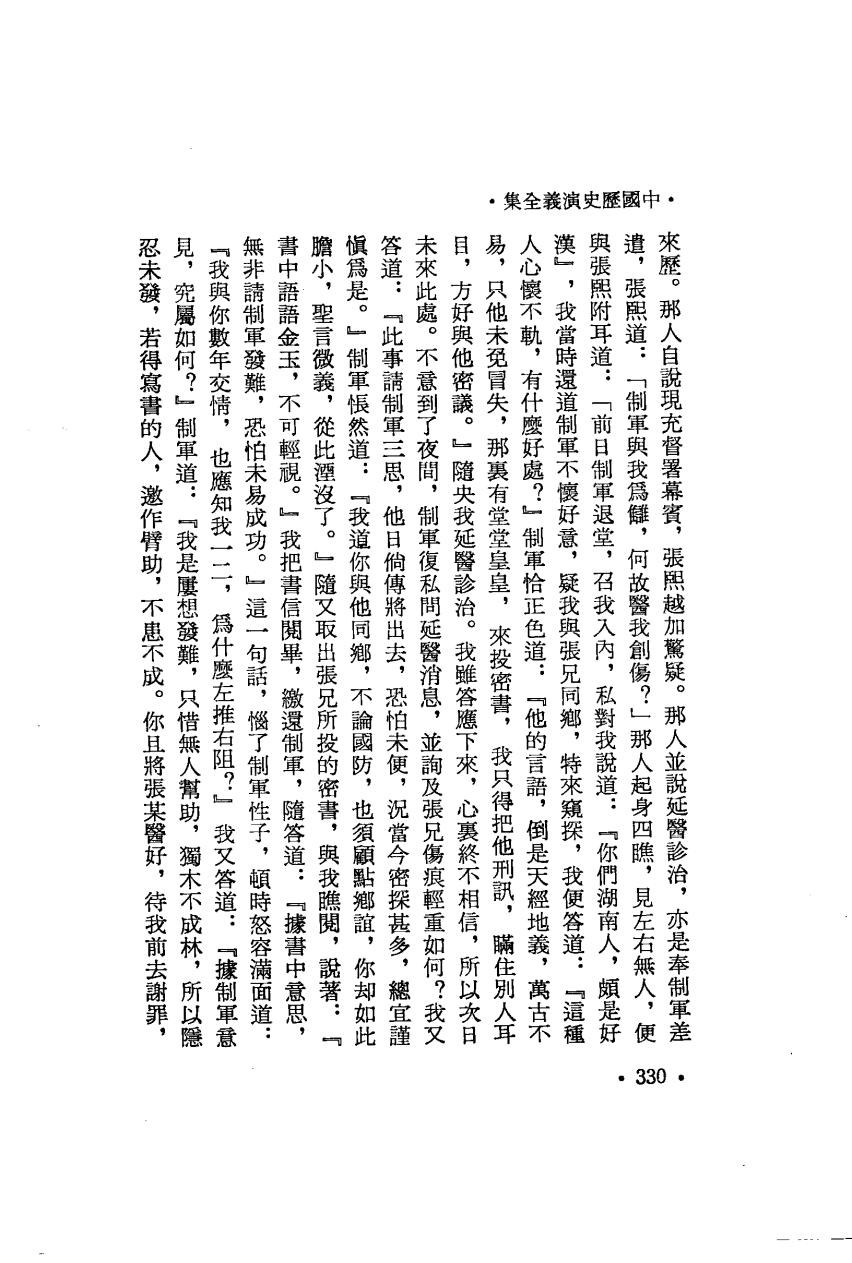 •中國歷史演義全集•
來歷。那人自說現充督署幕賓，張熙越加驚疑。那人並說延醫診治，亦是奉制軍差
遣，張熙道：「制軍與我爲讎，何故醫我創傷？」那人起身四瞧，見左右無人，便
與張熙附耳道：「前日制軍退堂，召我入內，私對我說道：『你們湖南人，頗是好
漢』，我當時還道制軍不懷好意，疑我與張兄同鄉，特來窺探，我便答道：『這種
人心懷不軌，有什麼好處？』制軍恰正色道：『他的言語，倒是天經地義，萬古不
易，只他未免冒失，那裏有堂堂皇皇，來投密書，我只得把他刑訊，瞞住別人耳
目，方好與他密議。』隨央我延醫診治。我雖答應下來，心裏終不相信，所以次日
未來此處。不意到了夜間，制軍復私問延醫消息，並詢及張兄傷痕輕重如何？我又
答道：『此事請制軍三思，他日倘傳將出去，恐怕未便，況當今密探甚多，總宜謹
愼爲是。』制軍悵然道：『我道你與他同鄉，不論國防，也須顧點鄉誼，你却如此
膽小，聖言微義，從此湮沒了。』隨又取出張兄所投的密書，與我瞧閱，說著：『
書中語語金玉，不可輕視。』我把書信閱畢，繳還制軍，隨答道：『據書中意思，
無非請制軍發難，恐怕未易成功。』這一句話，惱了制軍性子，頓時怒容滿面道：
『我與你數年交情，也應知我一二，爲什麼左推右阻？』我又答道：『據制軍意
見，究屬如何？』制軍道：『我是屢想發難，只惜無人幫助，獨木不成林，所以隱
忍未發，若得寫書的人，邀作臂助，不患不成。你且將張某醫好，待我前去謝罪，
•330•